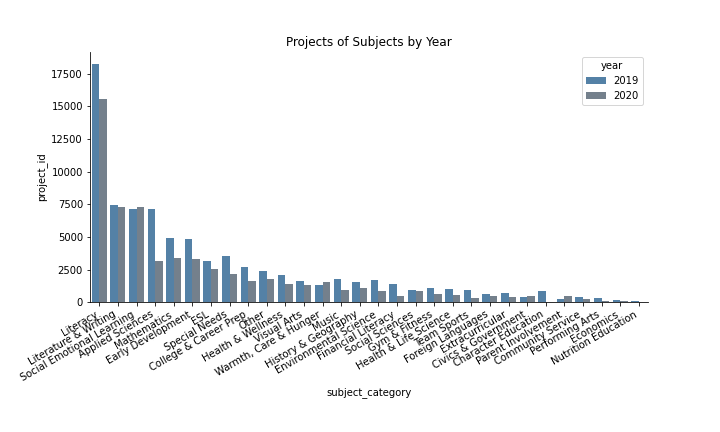 Projects of Subjects by Year
year
2019
2020
project_id
17500
15000
12500
10000
7500
5000
2500
0
Literacy
Literature & Writing
Social Emotional Learning
Applied Sciences
Mathematics
Early Development
ESL
Special Needs
College & Career Prep
Other
Health & Wellness
Visual Arts
Warmth, Care & Hunger
Music
History & Geography
Environmental Science
Financial Literacy
Social Sciences
Gym & Fitness
Health & Life Science
Team Sports
Foreign Languages
Extracurricular
Civics & Government
Character Education
Parent Involvement
Community Service
Performing Arts
Economics
Nutrition Education
subject_category